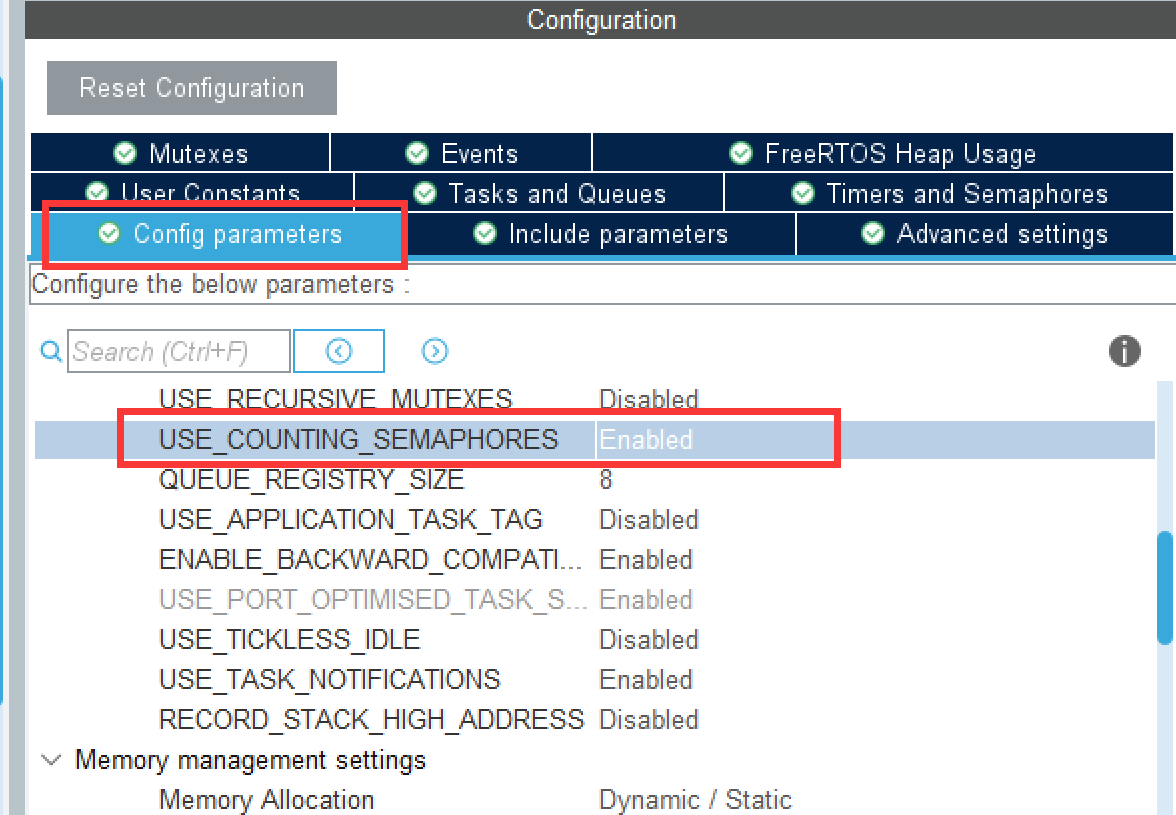 Configuration
Reset Configuration
Mutexes Events FreeRTOS Heap Usage
User Constants Tasks and Queues Timers and Semaphores
Config parameters Include parameters Advanced settings
Configure the below parameters :
Search (Ctrl+F)
USE_RECURSIVE_MUTEXES Disabled
USE_COUNTING_SEMAPHORES Enabled
QUEUE_REGISTRY_SIZE 8
USE_APPLICATION_TASK_TAG Disabled
ENABLE_BACKWARD_COMPATI... Enabled
USE_PORT_OPTIMISED_TASK_S... Enabled
USE_TICKLESS_IDLE Disabled
USE_TASK_NOTIFICATIONS Enabled
RECORD_STACK_HIGH_ADDRESS Disabled
Memory management settings
Memory Allocation Dynamic / Static